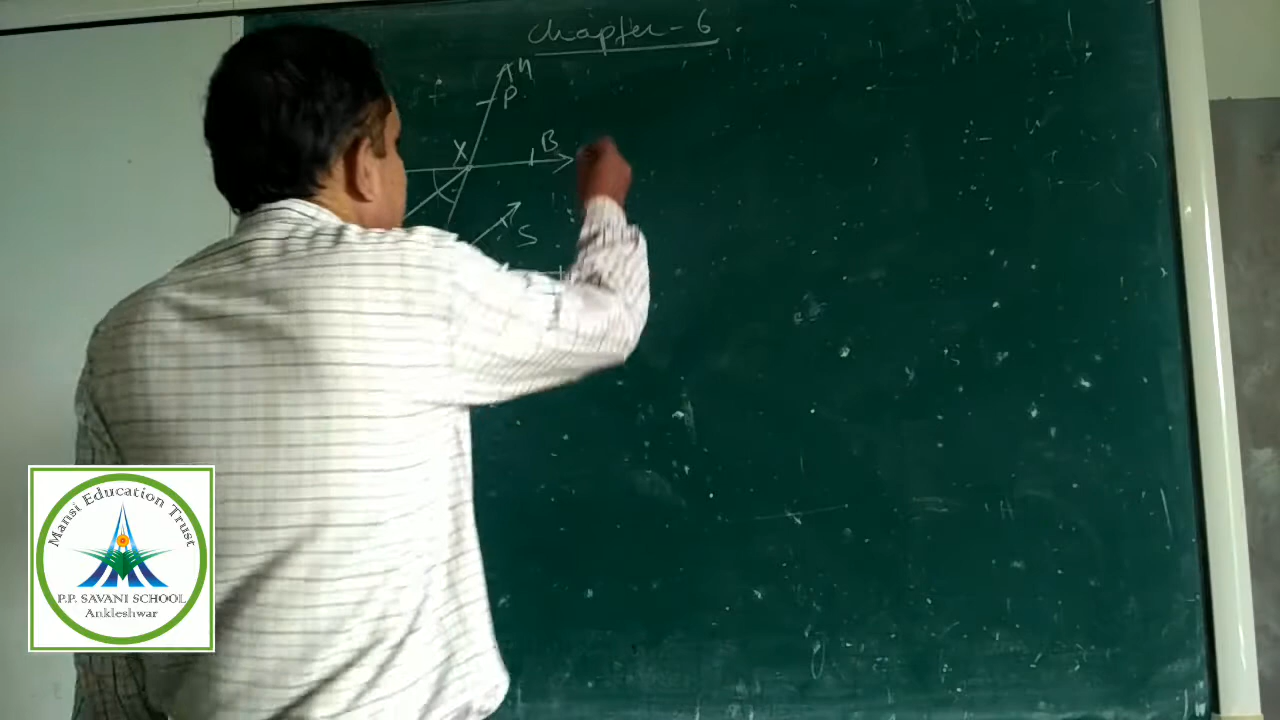 Chapter-6.
n
P
X
B
S
Mansi Education Trust
P.P. SAVANI SCHOOL
Ankleshwar